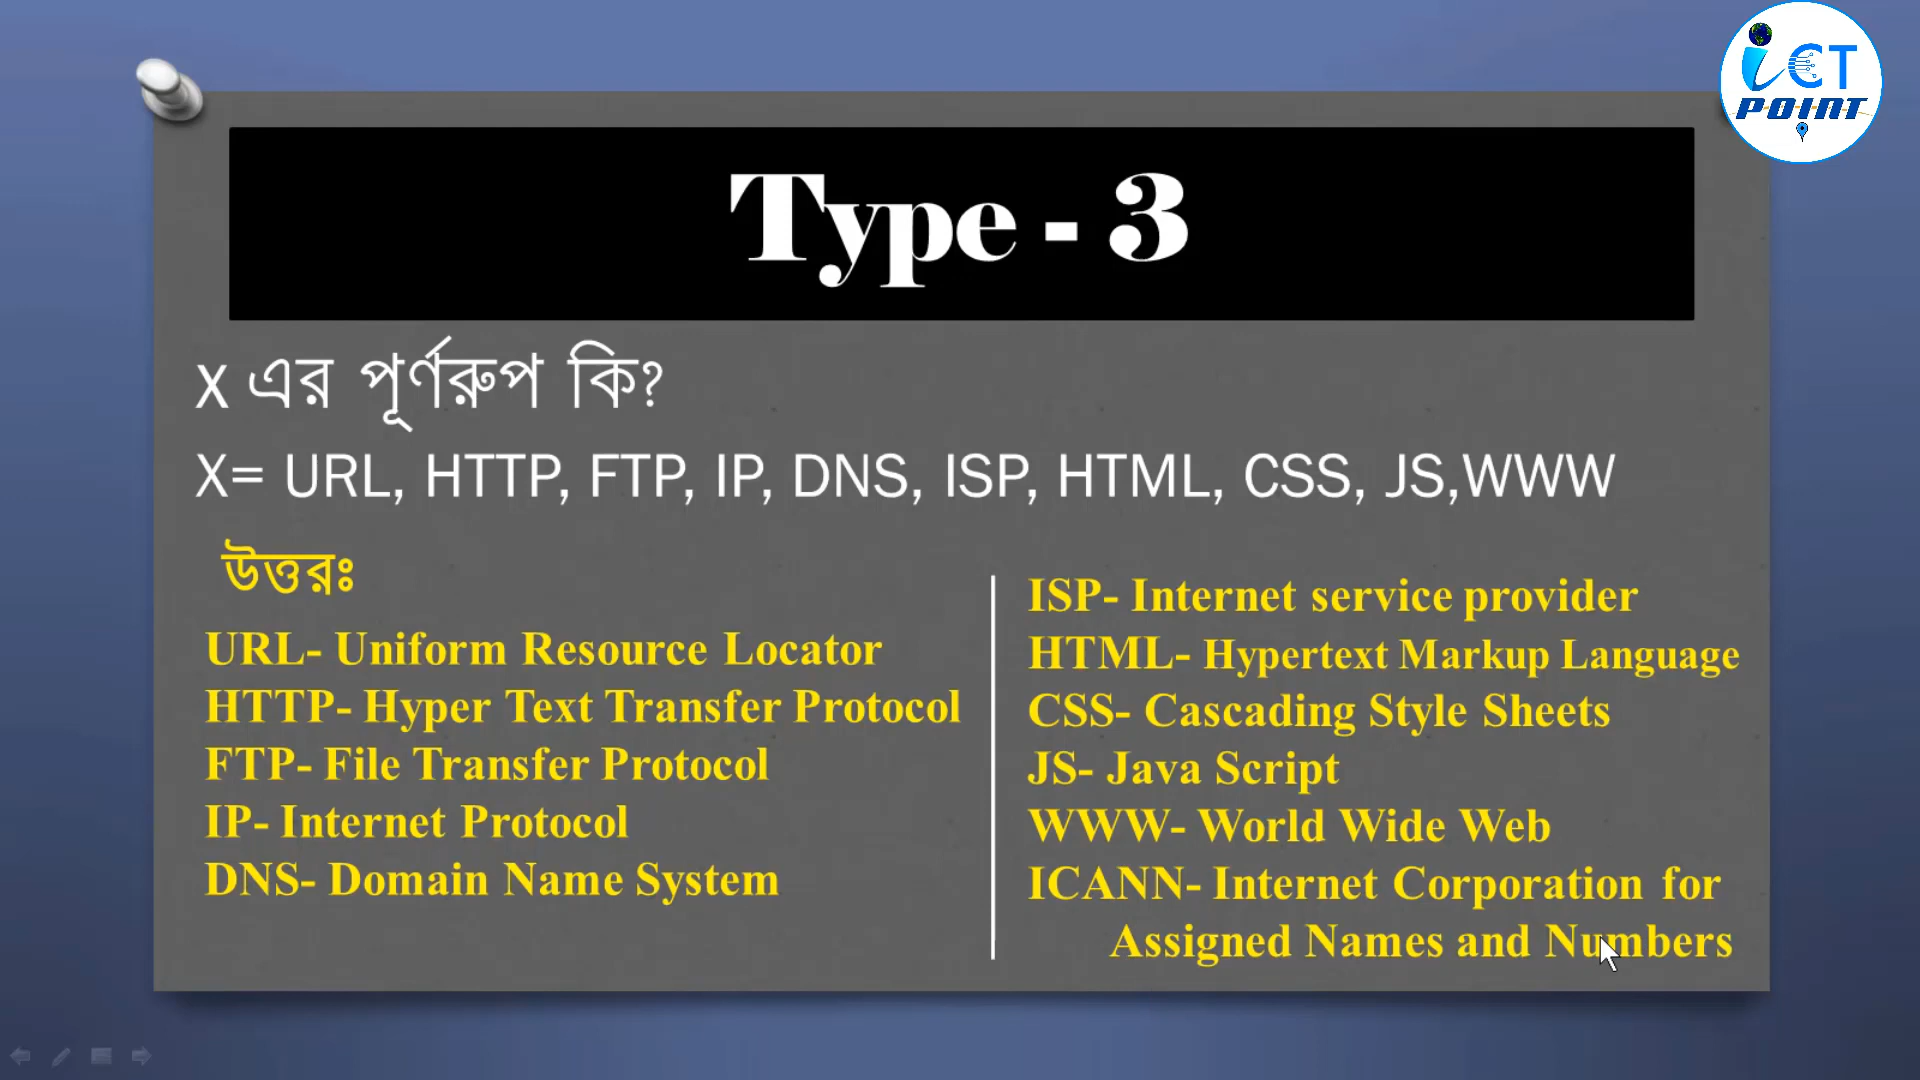 iCT
POINT
Type - 3
x এর পূর্ণরুপ কি?
X= URL, HTTP, FTP, IP, DNS, ISP, HTML, CSS, JS,WWW
উত্তরঃ
URL- Uniform Resource Locator
HTTP- Hyper Text Transfer Protocol
FTP- File Transfer Protocol
IP- Internet Protocol
DNS- Domain Name System
ISP- Internet service provider
HTML- Hypertext Markup Language
CSS- Cascading Style Sheets
JS- Java Script
WWW- World Wide Web
ICANN- Internet Corporation for
Assigned Names and Numbers